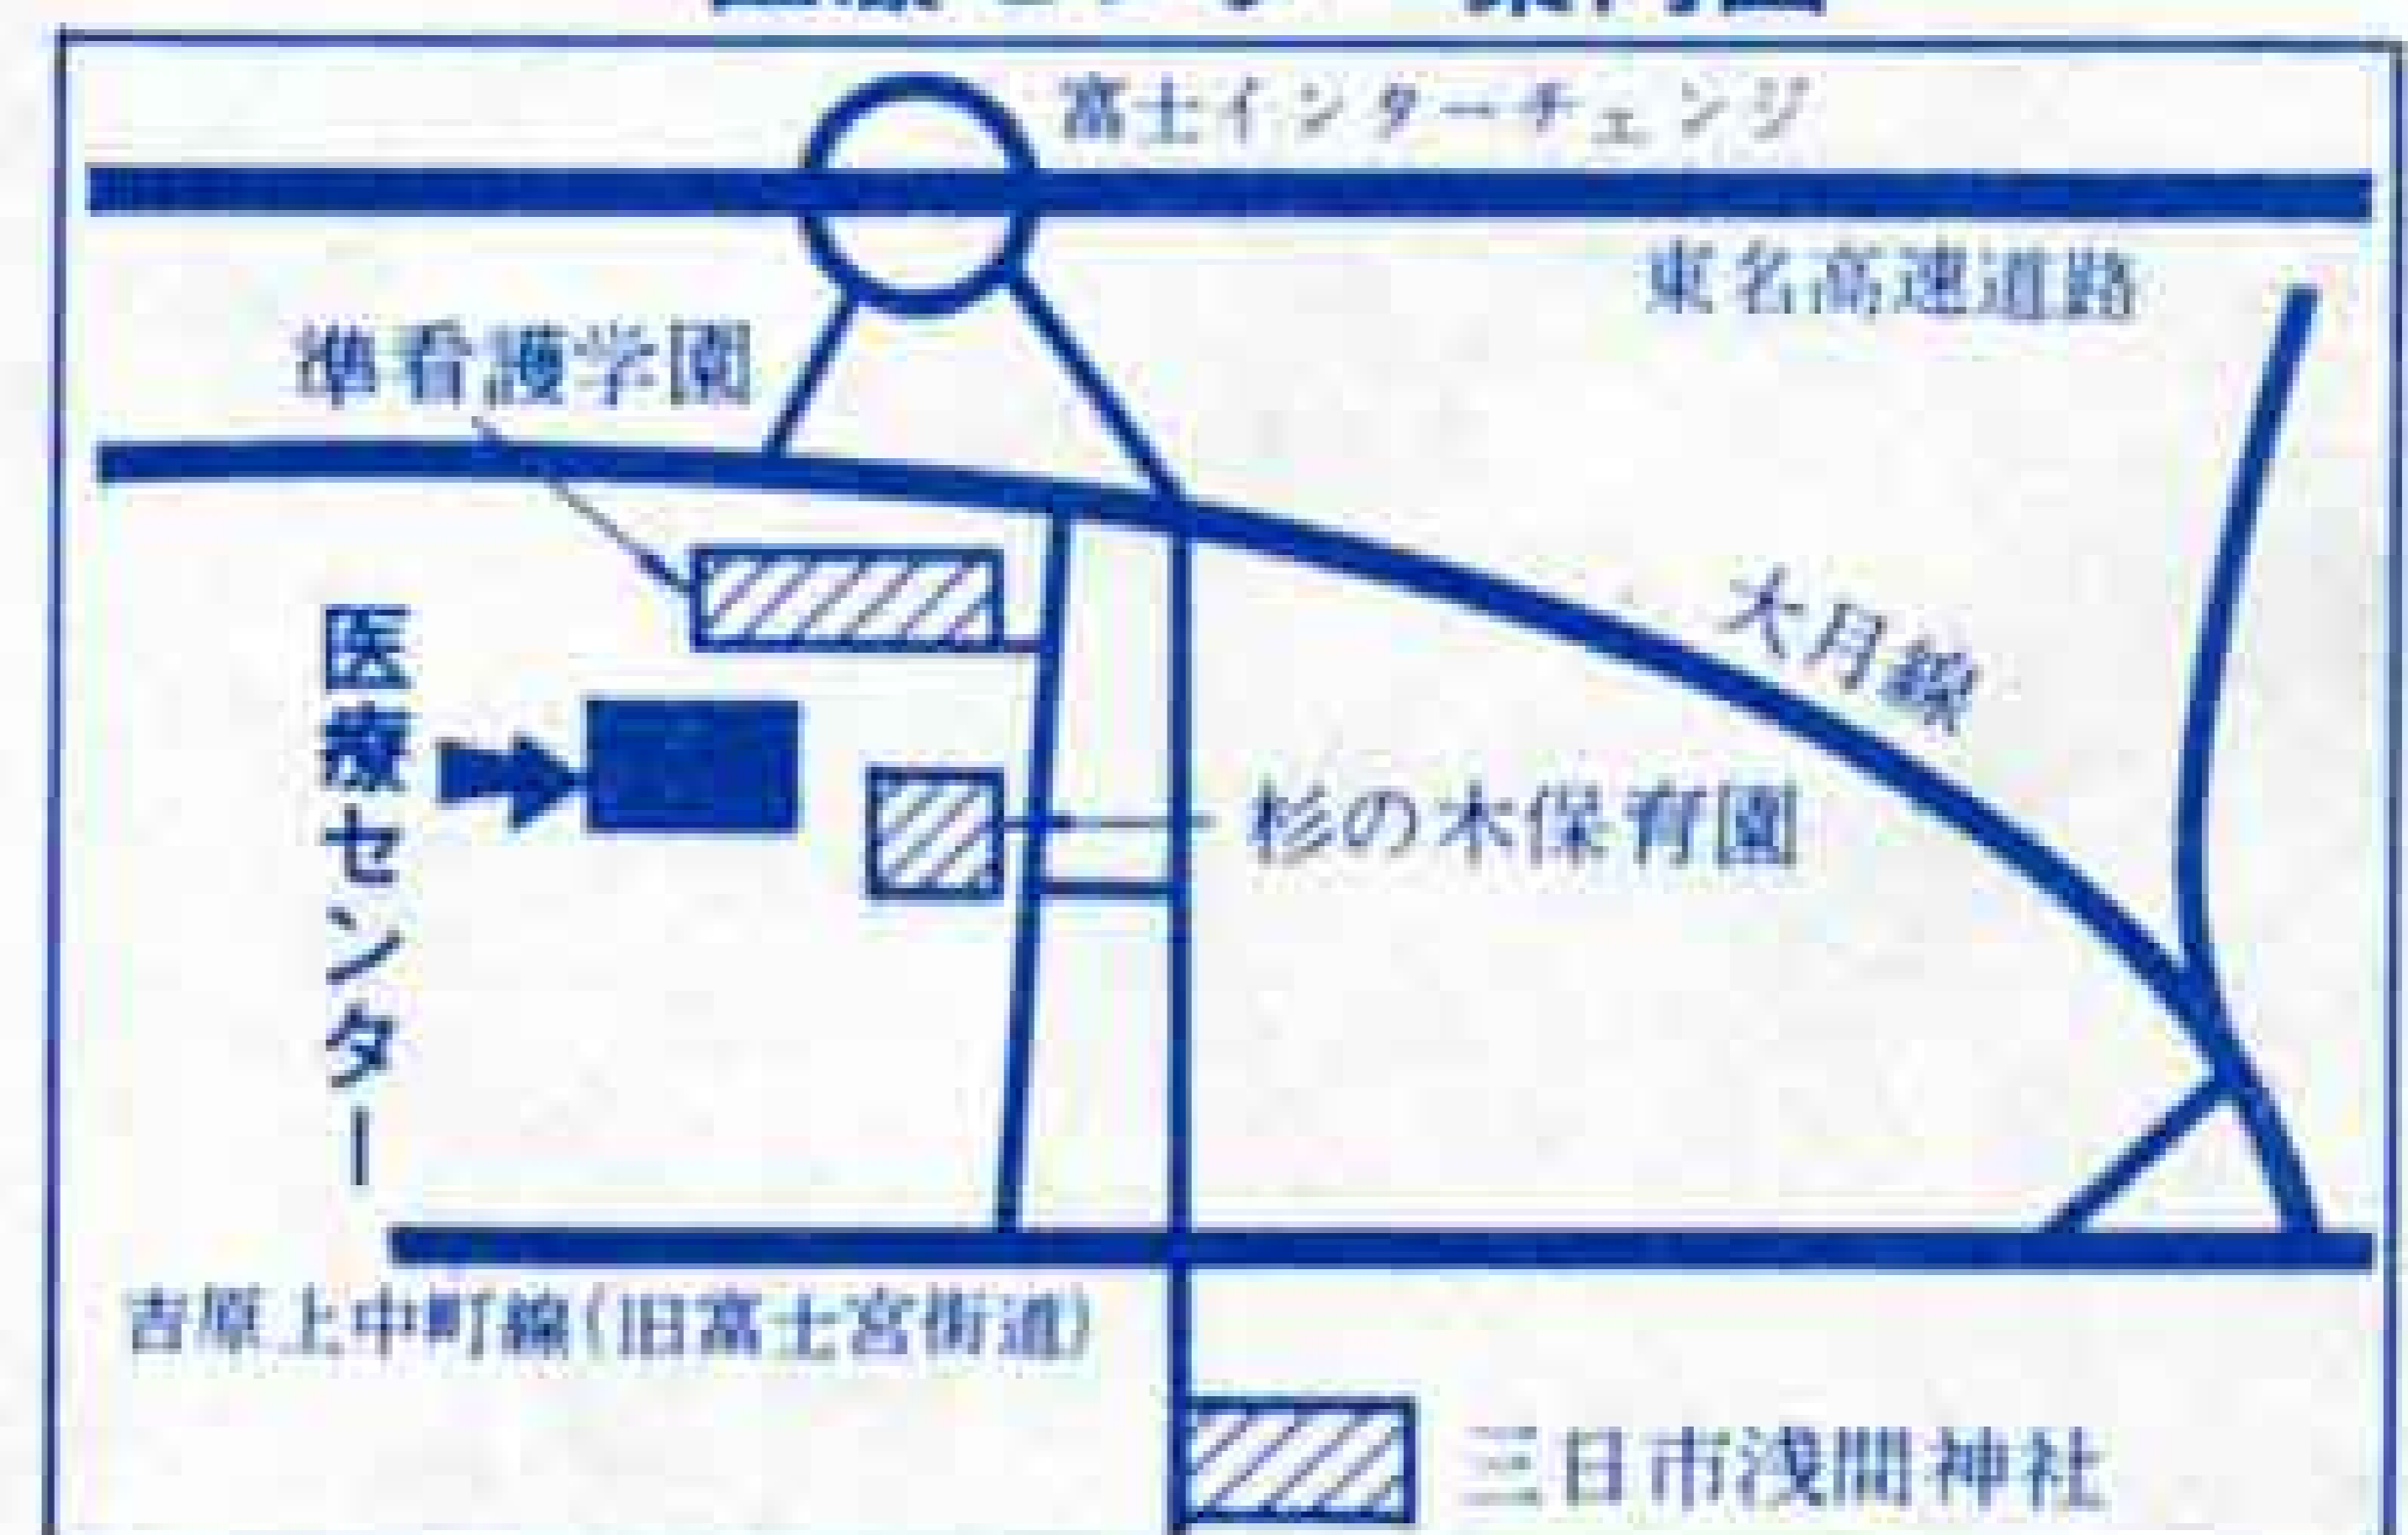 富士インターチェンジ
東名高速道路
準看護学園
大月線
医療センター
杉の木保育園
吉原上中町線(旧富士宮街道)
三日市浅間神社